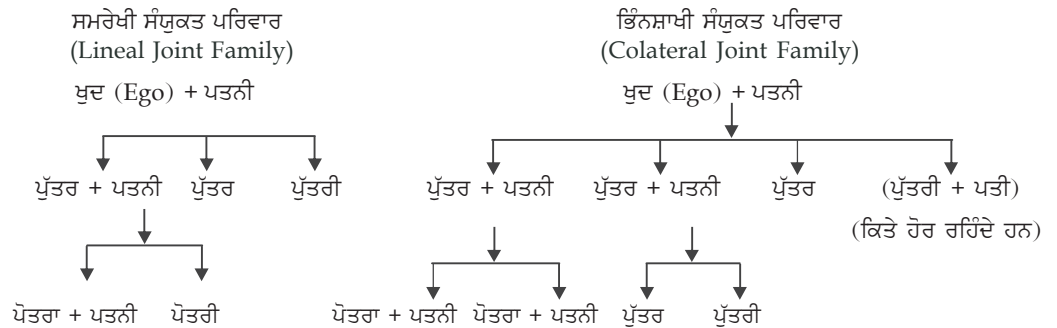 ਸਮਰੇਖੀ ਸੰਯੁਕਤ ਪਰਿਵਾਰ
(Lineal Joint Family)
ਖ਼ੁਦ (Ego) + ਪਤਨੀ
ਪੁੱਤਰ + ਪਤਨੀ ਪੁੱਤਰ ਪੁੱਤਰੀ
ਪੋਤਰਾ + ਪਤਨੀ ਪੋਤਰੀ
ਭਿੰਨਸ਼ਾਖੀ ਸੰਯੁਕਤ ਪਰਿਵਾਰ
(Colateral Joint Family)
ਖ਼ੁਦ (Ego) + ਪਤਨੀ
ਪੁੱਤਰ + ਪਤਨੀ ਪੁੱਤਰ + ਪਤਨੀ ਪੁੱਤਰ (ਪੁੱਤਰੀ + ਪਤੀ)
(ਕਿਤੇ ਹੋਰ ਰਹਿੰਦੇ ਹਨ)
ਪੋਤਰਾ + ਪਤਨੀ ਪੋਤਰਾ + ਪਤਨੀ ਪੁੱਤਰ ਪੁੱਤਰੀ